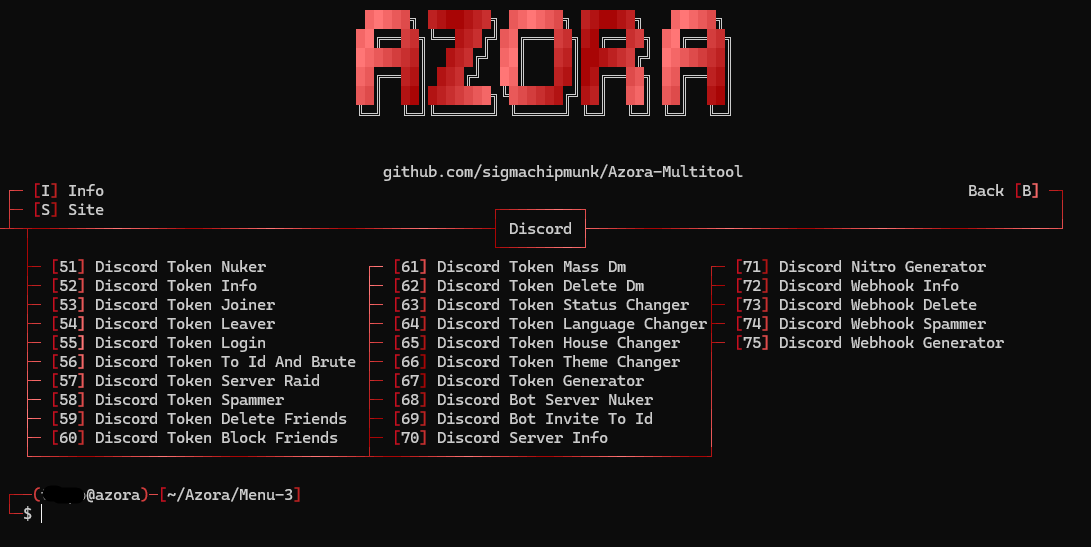 AZORA
github.com/sigmachipmunk/Azora-Multitool
[I] Info
Back [B]
[S] Site
Discord
[51] Discord Token Nuker [61] Discord Token Mass Dm [71] Discord Nitro Generator
[52] Discord Token Info [62] Discord Token Delete Dm [72] Discord Webhook Info
[53] Discord Token Joiner [63] Discord Token Status Changer [73] Discord Webhook Delete
[54] Discord Token Leaver [64] Discord Token Language Changer [74] Discord Webhook Spammer
[55] Discord Token Login [65] Discord Token House Changer [75] Discord Webhook Generator
[56] Discord Token To Id And Brute [66] Discord Token Theme Changer
[57] Discord Token Server Raid [67] Discord Token Generator
[58] Discord Token Spammer [68] Discord Bot Server Nuker
[59] Discord Token Delete Friends [69] Discord Bot Invite To Id
[60] Discord Token Block Friends [70] Discord Server Info
@azora)-[~/Azora/Menu-3]
$